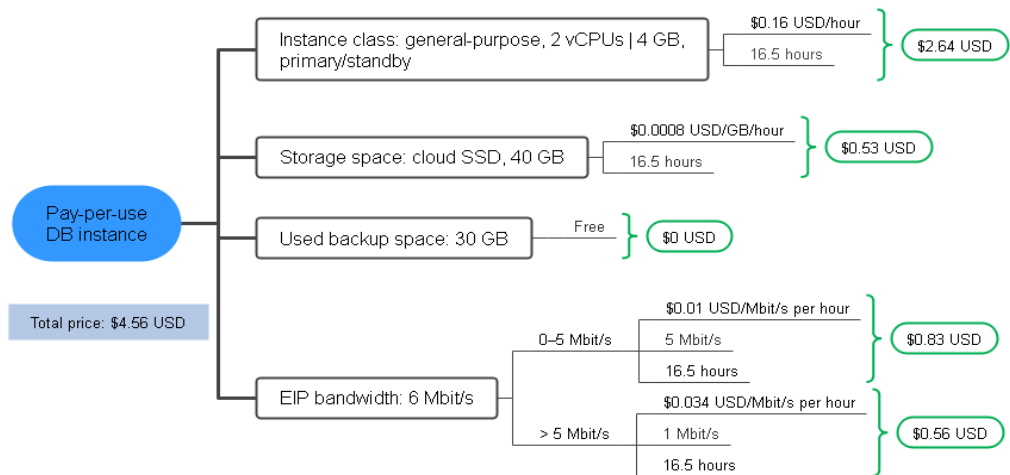 Pay-per-use
DB instance
Total price: $4.56 USD
Instance class: general-purpose, 2 vCPUs | 4 GB,
primary/standby
$0.16 USD/hour
16.5 hours
$2.64 USD
Storage space: cloud SSD, 40 GB
$0.0008 USD/GB/hour
16.5 hours
$0.53 USD
Used backup space: 30 GB
Free
$0 USD
EIP bandwidth: 6 Mbit/s
0–5 Mbit/s
$0.01 USD/Mbit/s per hour
5 Mbit/s
16.5 hours
$0.83 USD
> 5 Mbit/s
$0.034 USD/Mbit/s per hour
1 Mbit/s
16.5 hours
$0.56 USD